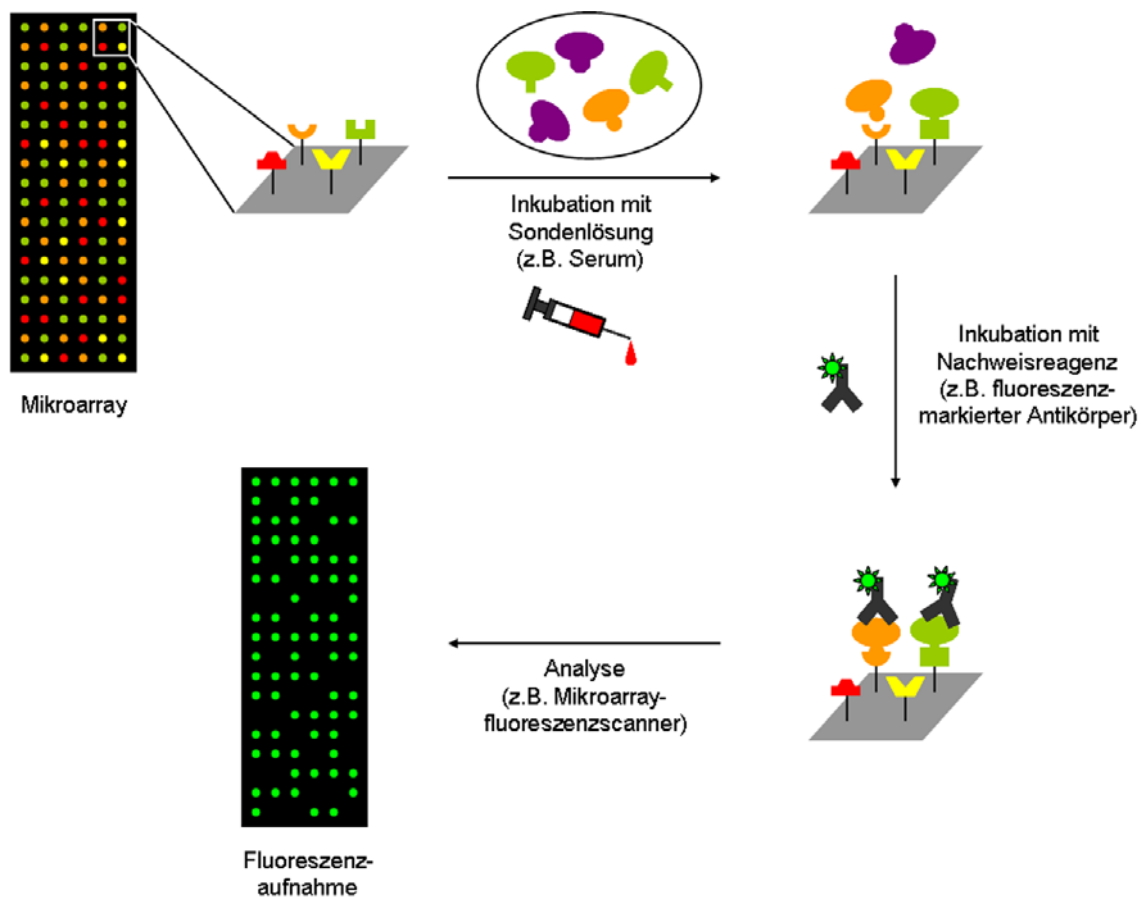 Mikroarray
Inkubation mit
Sondenlösung
(z.B. Serum)
Inkubation mit
Nachweisreagenz
(z.B. fluoreszenz-
markierter Antikörper)
Analyse
(z.B. Mikroarray-
fluoreszenzscanner)
Fluoreszenz-
aufnahme